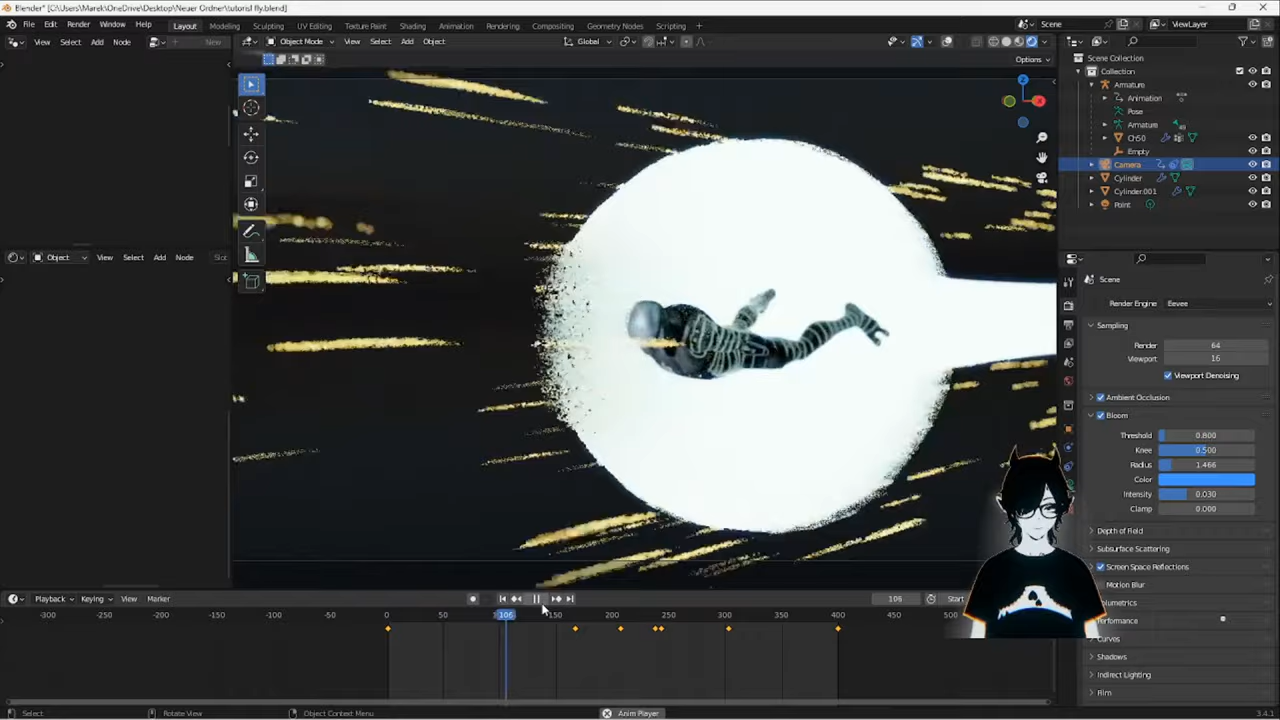 Blender* [C:\Users\Marek\OneDrive\Desktop\Neuer Ordner\tutorisl fly.blend]
File Edit Render Window Help Layout Modeling Sculpting UV Editing Texture Paint Shading Animation Rendering Compositing Geometry Nodes Scripting Scene ViewLayer
View Select Add Node New Object Mode View Select Add Object Global
Options
Scene Collection
Collection
Armature
Animation
Pose
Armature
Ch50
Empty
Camera
Cylinder
Cylinder.001
Point
Object View Select Add Node Slot
Scene
Render Engine Eevee
Sampling
Render 64
Viewport 16
Viewport Denoising
Ambient Occlusion
Bloom
Threshold 0.800
Knee 0.500
Radius 1.466
Color
Intensity 0.030
Clamp 0.000
Depth of Field
Subsurface Scattering
Screen Space Reflections
Motion Blur
Performance
Curves
Shadows
Indirect Lighting
Film
Playback Keying View Marker 106 Start
-300 -250 -200 -150 -100 -50 0 50 106 150 200 250 300 350 400 450 500
Select Rotate View Object Context Menu Anim Player 3.4.1